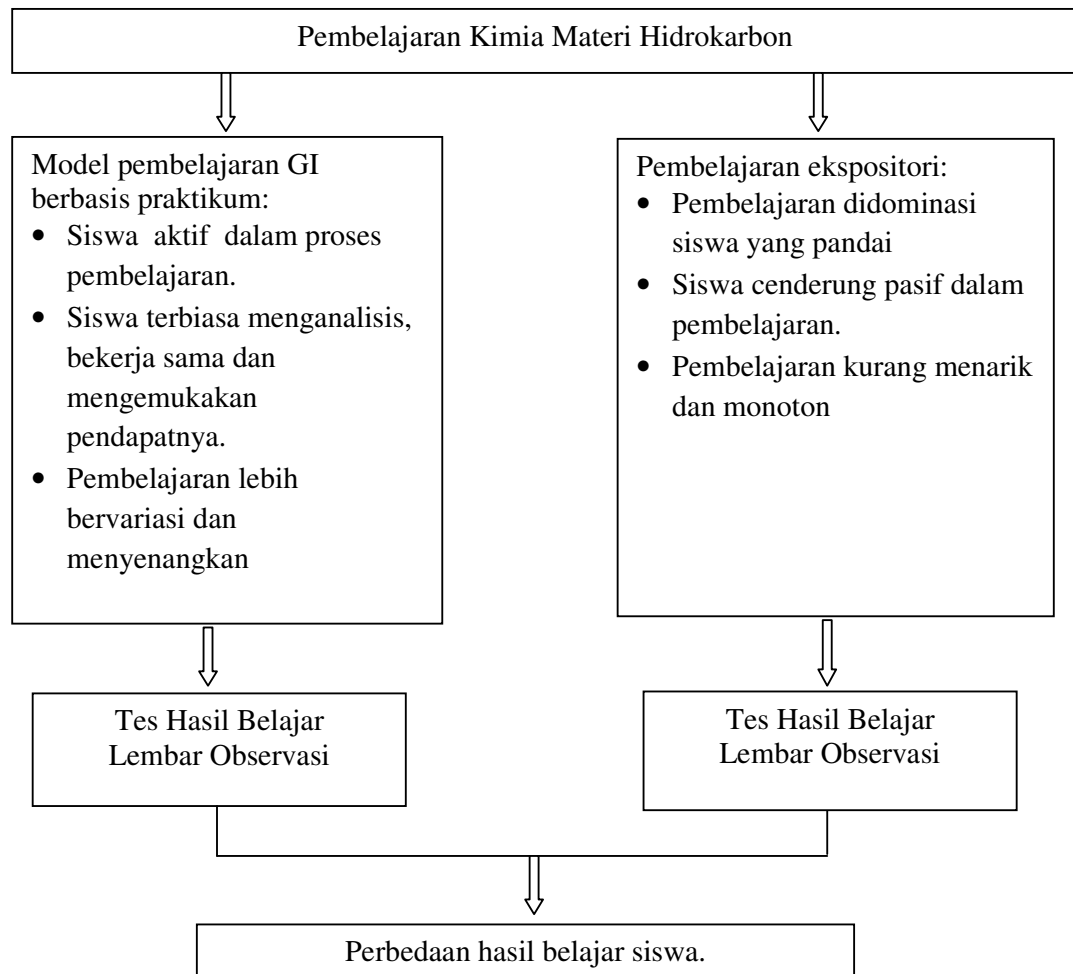 Pembelajaran Kimia Materi Hidrokarbon
Model pembelajaran GI
berbasis praktikum:
• Siswa aktif dalam proses
pembelajaran.
• Siswa terbiasa menganalisis,
bekerja sama dan
mengemukakan
pendapatnya.
• Pembelajaran lebih
bervariasi dan
menyenangkan
Pembelajaran ekspositori:
• Pembelajaran didominasi
siswa yang pandai
• Siswa cenderung pasif dalam
pembelajaran.
• Pembelajaran kurang menarik
dan monoton
Tes Hasil Belajar
Lembar Observasi
Tes Hasil Belajar
Lembar Observasi
Perbedaan hasil belajar siswa.